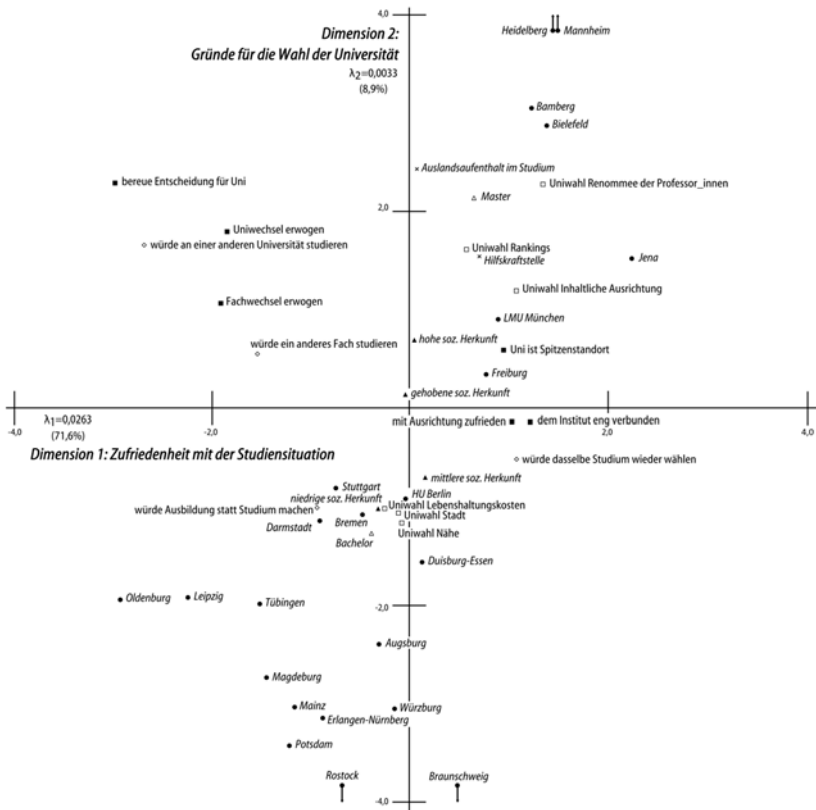 4,0
Dimension 2:
Gründe für die Wahl der Universität
λ2=0,0033
(8,9%)
Heidelberg
Mannheim
Bamberg
Bielefeld
Auslandsaufenthalt im Studium
bereue Entscheidung für Uni
Uniwahl Renommee der Professor_innen
Master
2,0
Uniwechsel erwogen
würde an einer anderen Universität studieren
Uniwahl Rankings
Hilfskraftstelle
Jena
Uniwahl Inhaltliche Ausrichtung
Fachwechsel erwogen
LMU München
würde ein anderes Fach studieren
hohe soz. Herkunft
Uni ist Spitzenstandort
Freiburg
gehobene soz. Herkunft
λ1=0,0263
(71,6%)
-4,0
-2,0
2,0
4,0
mit Ausrichtung zufrieden
dem Institut eng verbunden
Dimension 1: Zufriedenheit mit der Studiensituation
würde dasselbe Studium wieder wählen
mittlere soz. Herkunft
Stuttgart
niedrige soz. Herkunft
HU Berlin
würde Ausbildung statt Studium machen
Uniwahl Lebenshaltungskosten
Uniwahl Stadt
Darmstadt
Bremen
Uniwahl Nähe
Bachelor
Duisburg-Essen
Oldenburg
Leipzig
Tübingen
-2,0
Augsburg
Magdeburg
Mainz
Würzburg
Erlangen-Nürnberg
Potsdam
Rostock
Braunschweig
-4,0